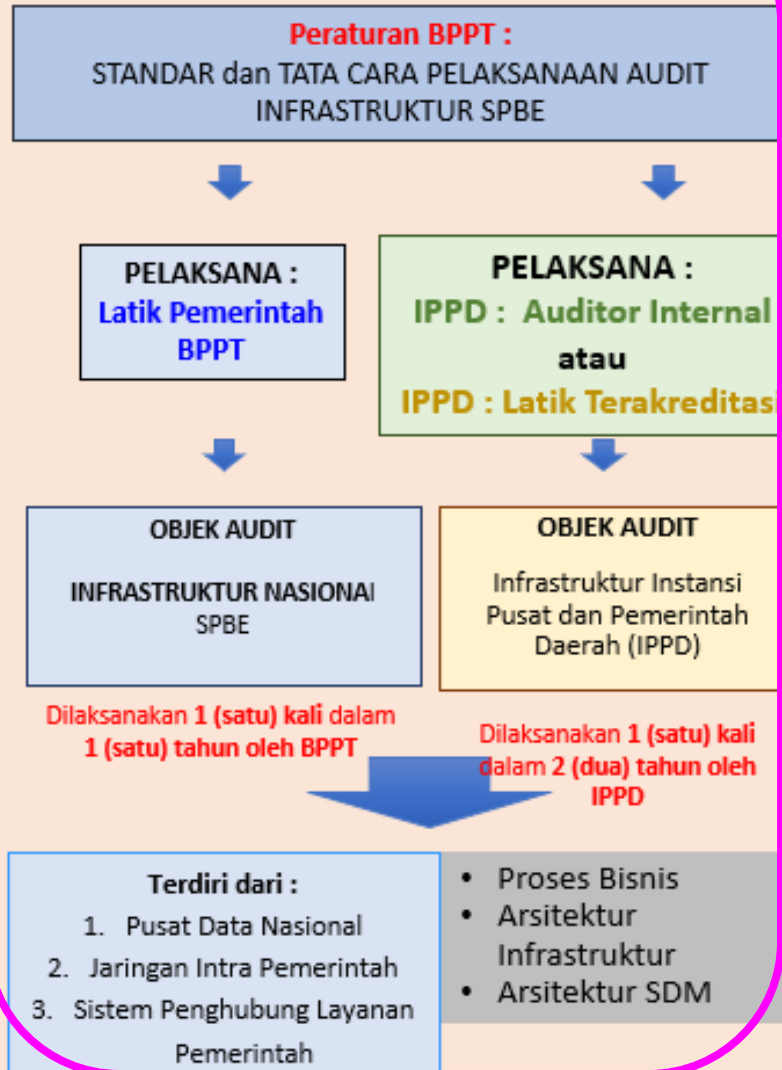 Peraturan BPPT :
STANDAR dan TATA CARA PELAKSANAAN AUDIT
INFRASTRUKTUR SPBE
PELAKSANA :
Latik Pemerintah
BPPT
PELAKSANA :
IPPD : Auditor Internal
atau
IPPD : Latik Terakreditasi
OBJEK AUDIT
INFRASTRUKTUR NASIONAL
SPBE
OBJEK AUDIT
Infrastruktur Instansi
Pusat dan Pemerintah
Daerah (IPPD)
Dilaksanakan 1 (satu) kali dalam
1 (satu) tahun oleh BPPT
Dilaksanakan 1 (satu) kali
dalam 2 (dua) tahun oleh
IPPD
Terdiri dari :
1. Pusat Data Nasional
2. Jaringan Intra Pemerintah
3. Sistem Penghubung Layanan
Pemerintah
• Proses Bisnis
• Arsitektur
Infrastruktur
• Arsitektur SDM